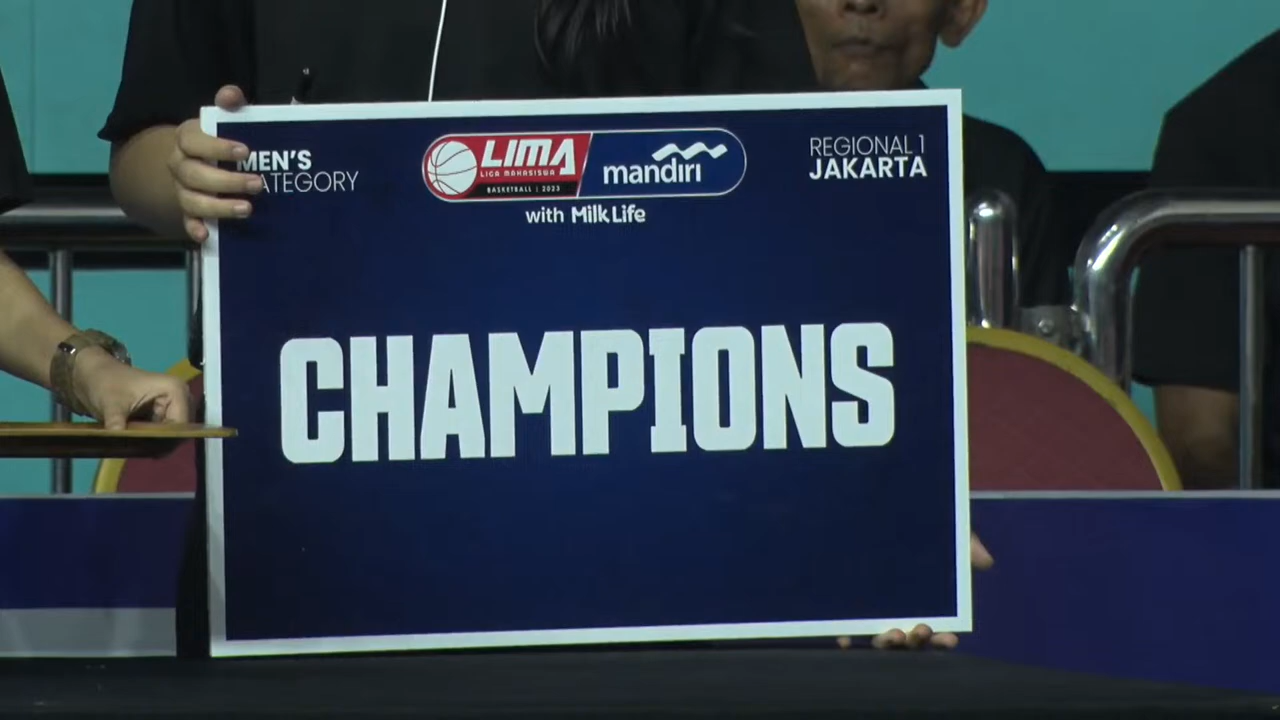 MEN'S
CATEGORY
LIMA
LIGA MAHASISWA
BASKETBALL | 2023
mandiri
with MilkLife
REGIONAL 1
JAKARTA
CHAMPIONS